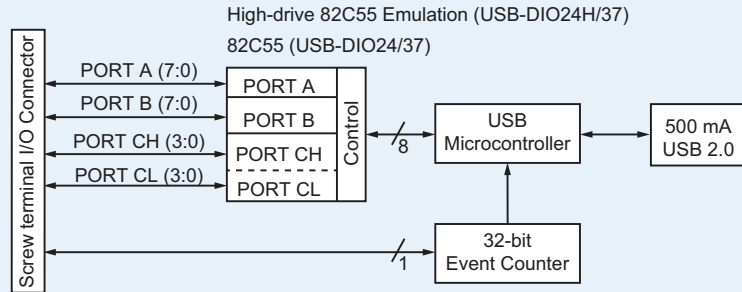 High-drive 82C55 Emulation (USB-DIO24H/37)
82C55 (USB-DIO24/37)
Screw terminal I/O Connector
PORT A (7:0)
PORT B (7:0)
PORT CH (3:0)
PORT CL (3:0)
PORT A
PORT B
PORT CH
PORT CL
Control
8
USB
Microcontroller
500 mA
USB 2.0
1
32-bit
Event Counter